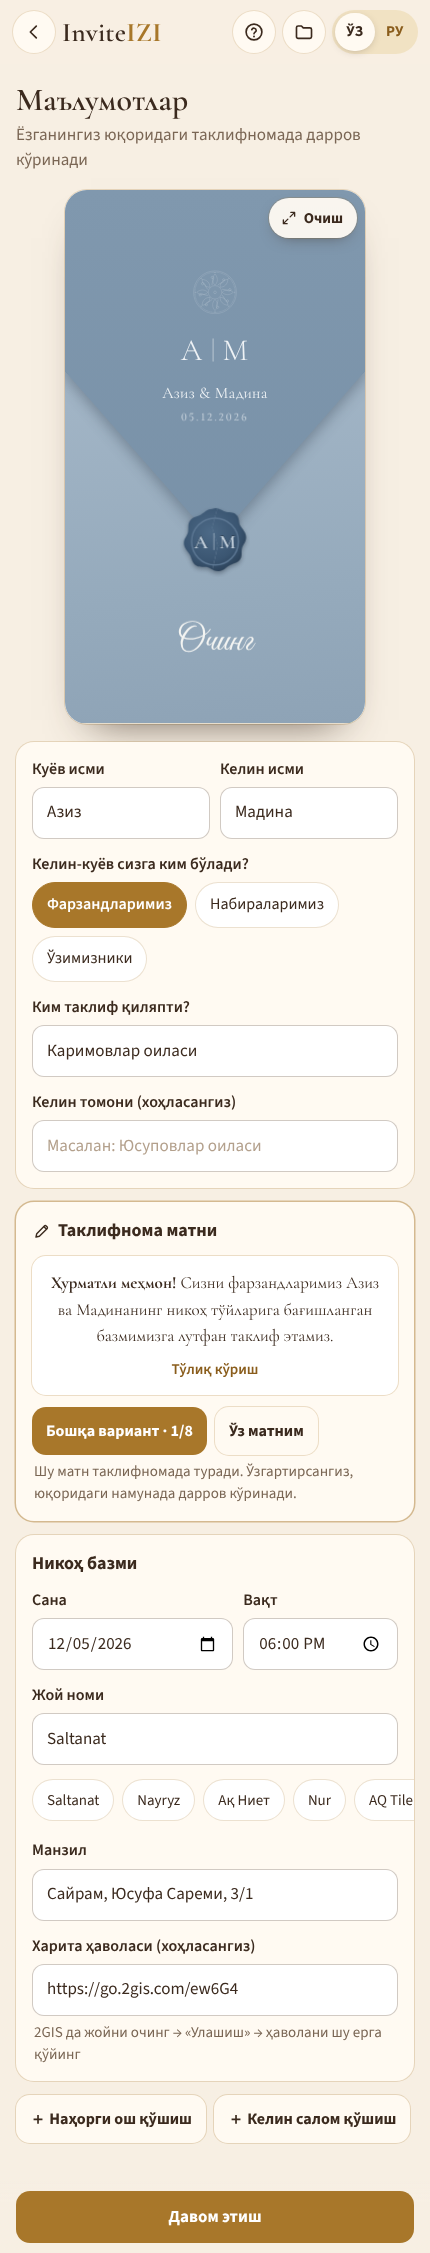 InviteIZI
ЎЗ РУ
Маълумотлар
Ёзганингиз юқоридаги таклифномада дарров
кўринади
Очиш
A | M
Азиз & Мадина
05.12.2026
A | M
Очинг
Куёв исми Келин исми
Азиз Мадина
Келин-куёв сизга ким бўлади?
Фарзандларимиз Набираларимиз
Ўзимизники
Ким таклиф қиляпти?
Каримовлар оиласи
Келин томони (хоҳласангиз)
Масалан: Юсуповлар оиласи
Таклифнома матни
Ҳурматли меҳмон! Сизни фарзандларимиз Азиз
ва Мадинанинг никоҳ тўйларига бағишланган
базмимизга лутфан таклиф этамиз.
Тўлиқ кўриш
Бошқа вариант · 1/8 Ўз матним
Шу матн таклифномада туради. Ўзгартирсангиз,
юқоридаги намунада дарров кўринади.
Никоҳ базми
Сана Вақт
12/05/2026 06:00 PM
Жой номи
Saltanat
Saltanat Nayryz Ақ Ниет Nur AQ Tile
Манзил
Сайрам, Юсуфа Сареми, 3/1
Харита ҳаволаси (хоҳласангиз)
https://go.2gis.com/ew6G4
2GIS да жойни очинг → «Улашиш» → ҳаволани шу ерга
қўйинг
+ Наҳорги ош қўшиш + Келин салом қўшиш
Давом этиш